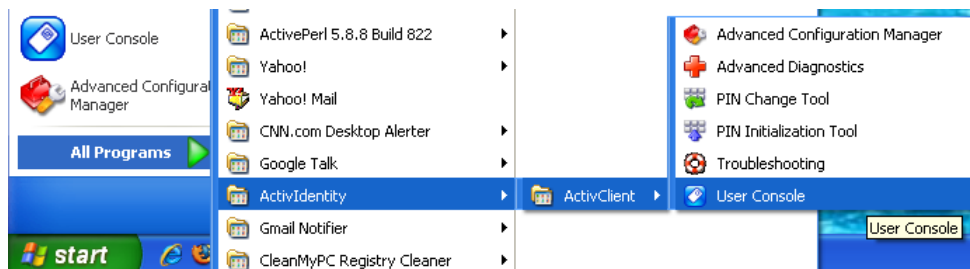 User Console
Advanced Configurat
Manager
All Programs
start
ActivePerl 5.8.8 Build 822
Yahoo!
Yahoo! Mail
CNN.com Desktop Alerter
Google Talk
ActivIdentity
Gmail Notifier
CleanMyPC Registry Cleaner
ActivClient
Advanced Configuration Manager
Advanced Diagnostics
PIN Change Tool
PIN Initialization Tool
Troubleshooting
User Console
User Console